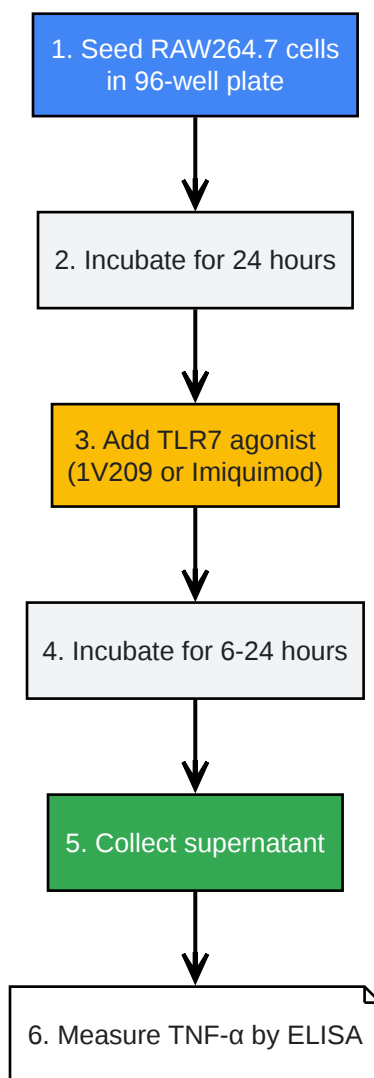 1. Seed RAW264.7 cells
in 96-well plate
2. Incubate for 24 hours
3. Add TLR7 agonist
(1V209 or Imiquimod)
4. Incubate for 6-24 hours
5. Collect supernatant
6. Measure TNF-α by ELISA